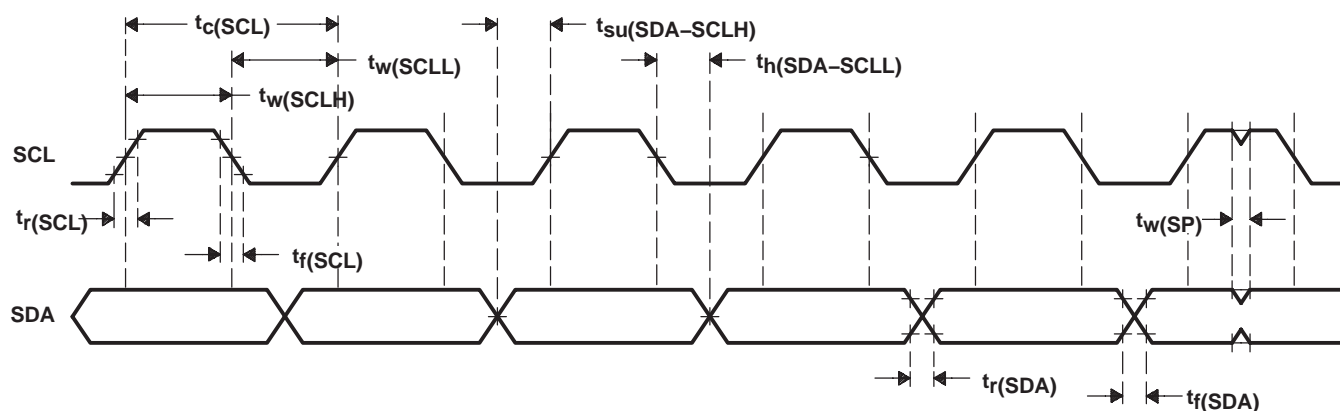 tc(SCL)
tsu(SDA–SCLH)
tw(SCLL)
th(SDA–SCLL)
tw(SCLH)
SCL
tr(SCL)
tw(SP)
tf(SCL)
SDA
tr(SDA)
tf(SDA)